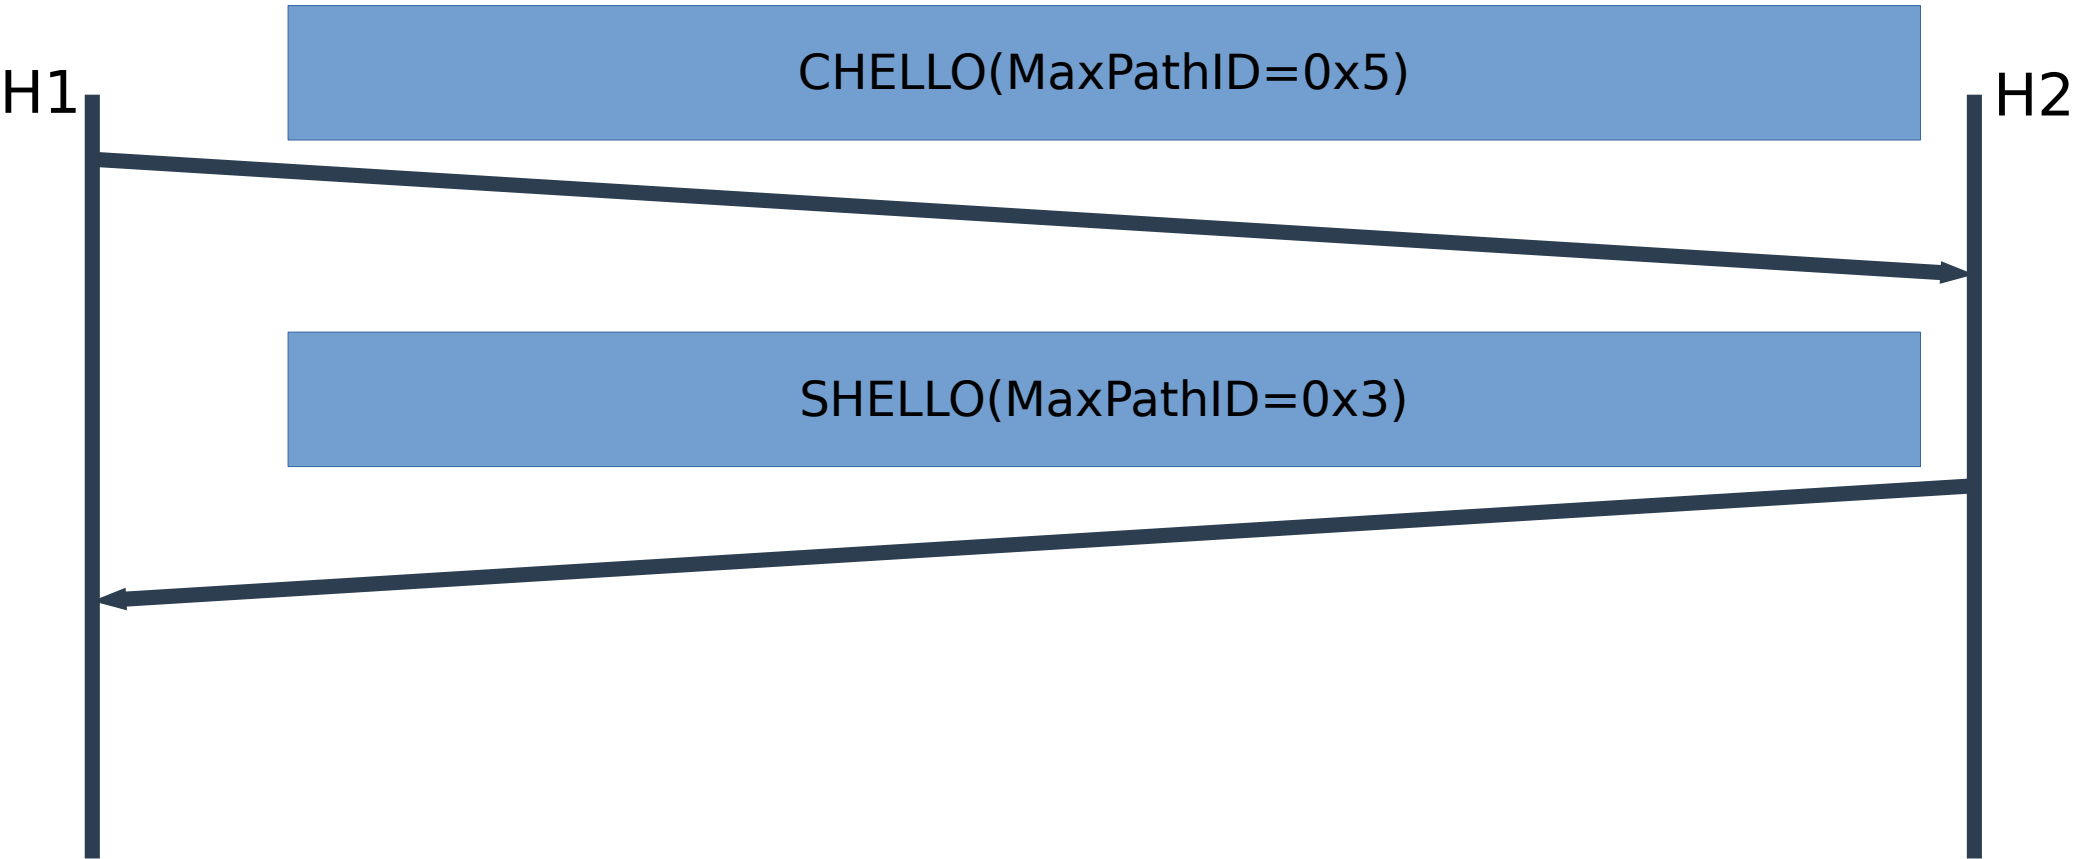 CHELLO(MaxPathID=0x5)
H1
H2
SHELLO(MaxPathID=0x3)